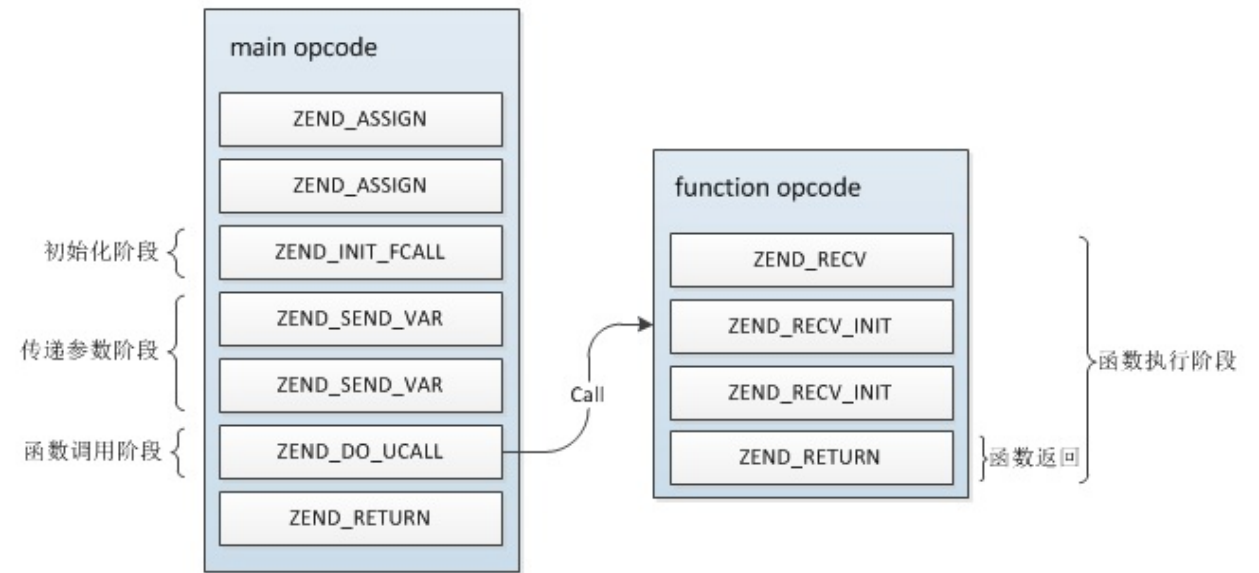 main opcode
ZEND_ASSIGN
ZEND_ASSIGN
初始化阶段
ZEND_INIT_FCALL
传递参数阶段
ZEND_SEND_VAR
ZEND_SEND_VAR
函数调用阶段
ZEND_DO_UCALL
ZEND_RETURN
Call
function opcode
ZEND_RECV
ZEND_RECV_INIT
ZEND_RECV_INIT
ZEND_RETURN
函数返回
函数执行阶段